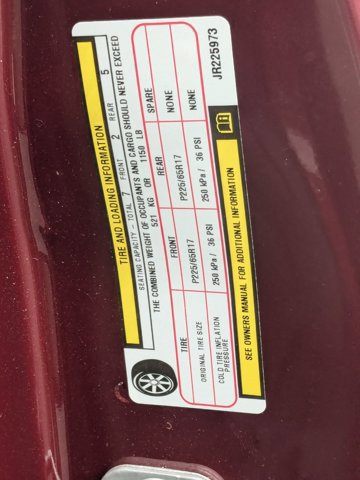 TIRE AND LOADING INFORMATION
SEATING CAPACITY - TOTAL 7 FRONT 2 REAR 5
THE COMBINED WEIGHT OF OCCUPANTS AND CARGO SHOULD NEVER EXCEED
521 KG OR 1150 LB
TIRE FRONT REAR SPARE
ORIGINAL TIRE SIZE P225/65R17 P225/65R17 NONE
COLD TIRE INFLATION PRESSURE 250 kPa / 36 PSI 250 kPa / 36 PSI NONE
SEE OWNERS MANUAL FOR ADDITIONAL INFORMATION
JR225973